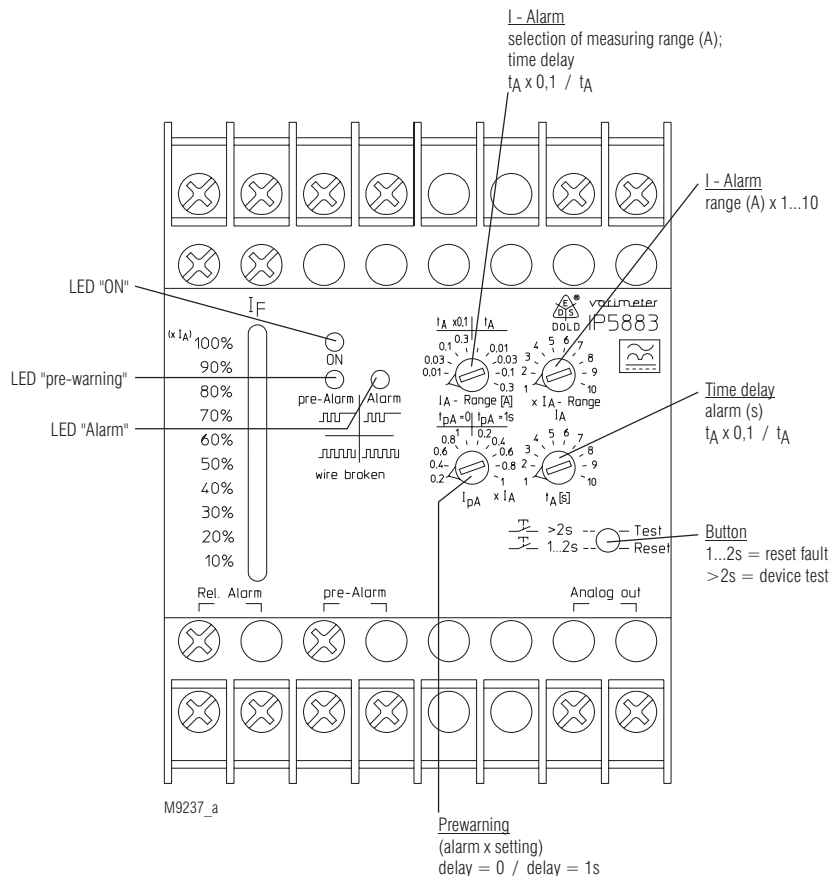 I - Alarm
selection of measuring range (A);
time delay
tA x 0,1 / tA
I - Alarm
range (A) x 1...10
LED "ON"
LED "pre-warning"
LED "Alarm"
IF
(x IA) 100%
90%
80%
70%
60%
50%
40%
30%
20%
10%
ON
pre-Alarm Alarm
wire broken
tA x0,1 tA
0.01 0.03 0.1 0.3 0.01 0.03 0.1 0.3
IA - Range [A]
E
D S
DOLD
®
varimeter
IP5883
1 2 3 4 5 6 7 8 9 10
x IA - Range
IA
tpA=0 tpA=1s
0.2 0.4 0.6 0.8 1 0.2 0.4 0.6 0.8 1
IpA x IA
1 2 3 4 5 6 7 8 9 10
tA [s]
Time delay
alarm (s)
tA x 0,1 / tA
>2s Test
1...2s Reset
Button
1...2s = reset fault
>2s = device test
Rel. Alarm pre-Alarm Analog out
M9237_a
Prewarning
(alarm x setting)
delay = 0 / delay = 1s